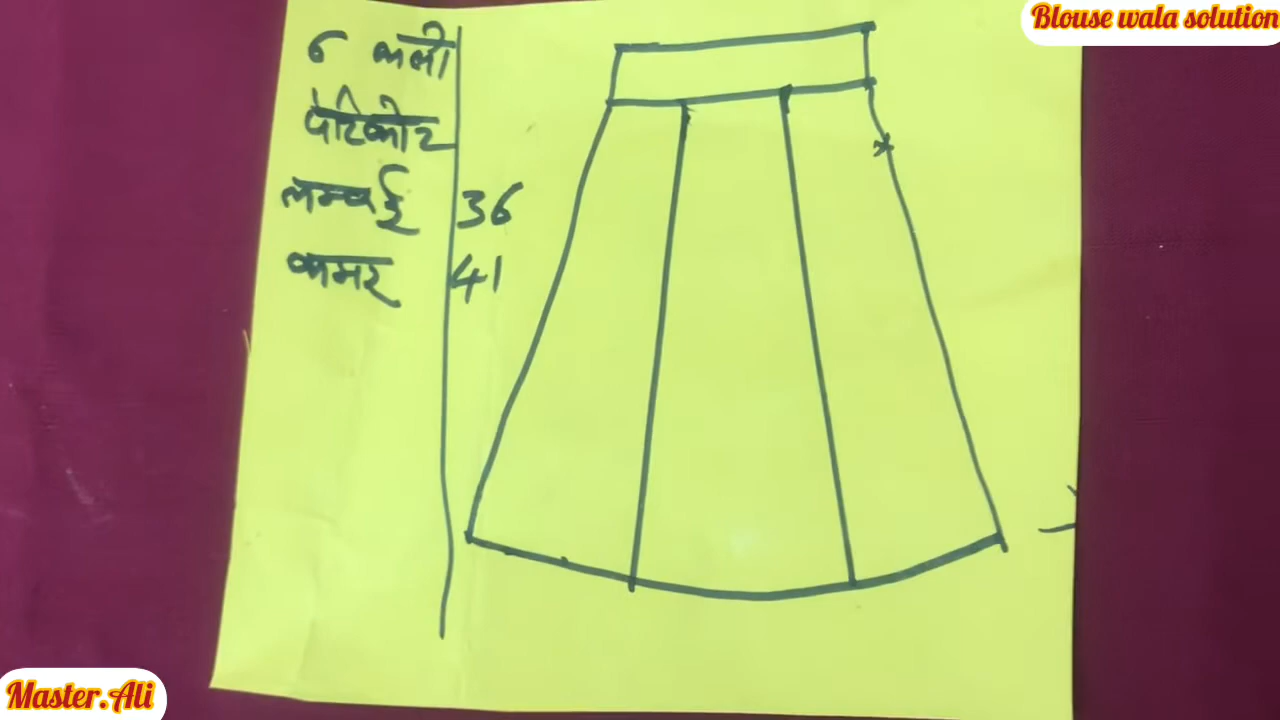 Blouse wala solution
6 कली
पेटिकोट
लम्बाई 36
कमर 41
Master.Ali